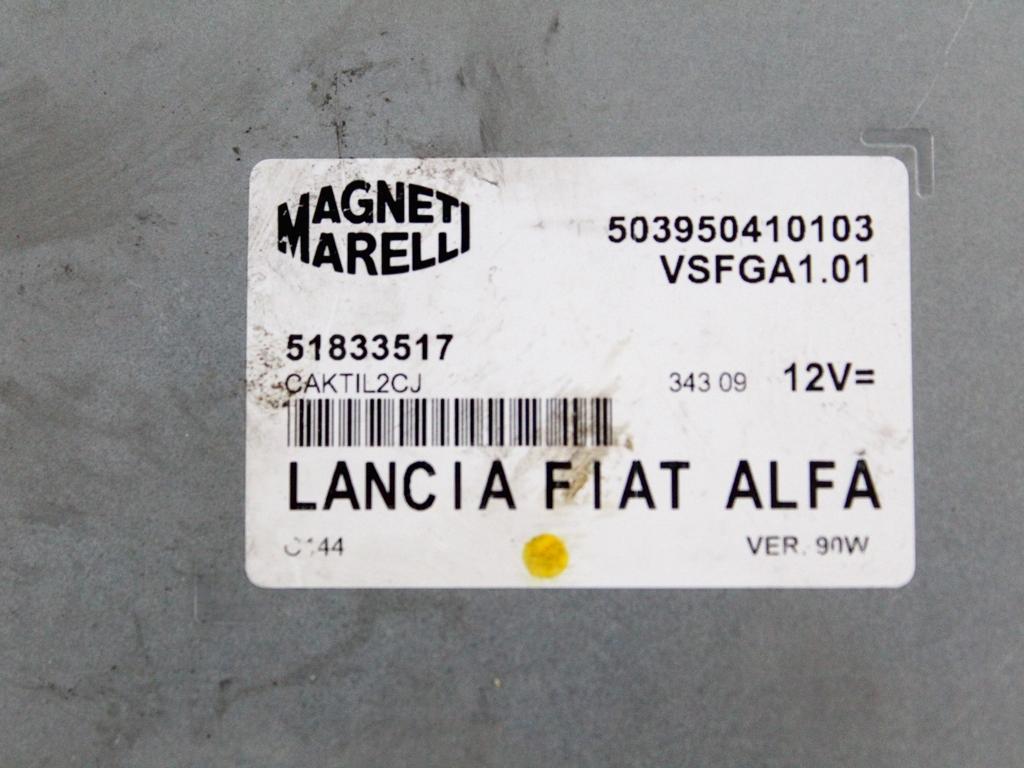 MAGNETI
MARELLI
503950410103
VSFGA1.01
51833517
CAKTIL2CJ
343 09 12V=
LANCIA FIAT ALFA
VER. 90W